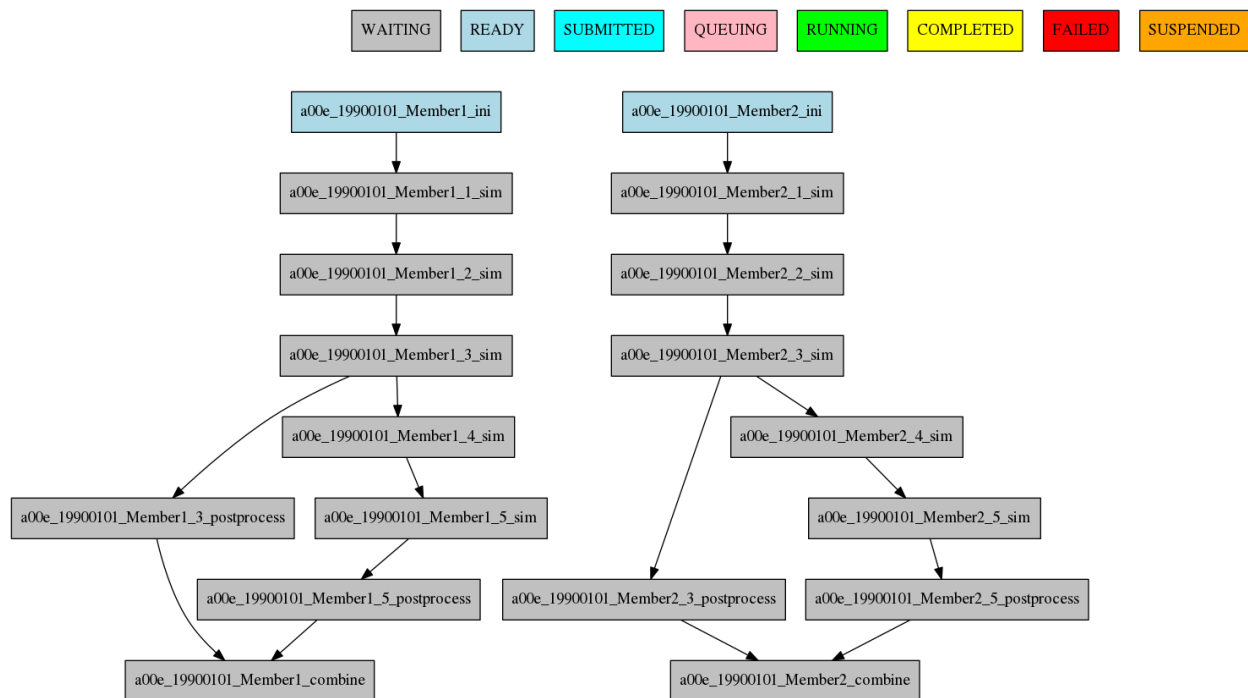 WAITING
READY
SUBMITTED
QUEUING
RUNNING
COMPLETED
FAILED
SUSPENDED
a00e_19900101_Member1_ini
a00e_19900101_Member2_ini
a00e_19900101_Member1_1_sim
a00e_19900101_Member2_1_sim
a00e_19900101_Member1_2_sim
a00e_19900101_Member2_2_sim
a00e_19900101_Member1_3_sim
a00e_19900101_Member2_3_sim
a00e_19900101_Member1_4_sim
a00e_19900101_Member2_4_sim
a00e_19900101_Member1_3_postprocess
a00e_19900101_Member1_5_sim
a00e_19900101_Member2_5_sim
a00e_19900101_Member1_5_postprocess
a00e_19900101_Member2_3_postprocess
a00e_19900101_Member2_5_postprocess
a00e_19900101_Member1_combine
a00e_19900101_Member2_combine